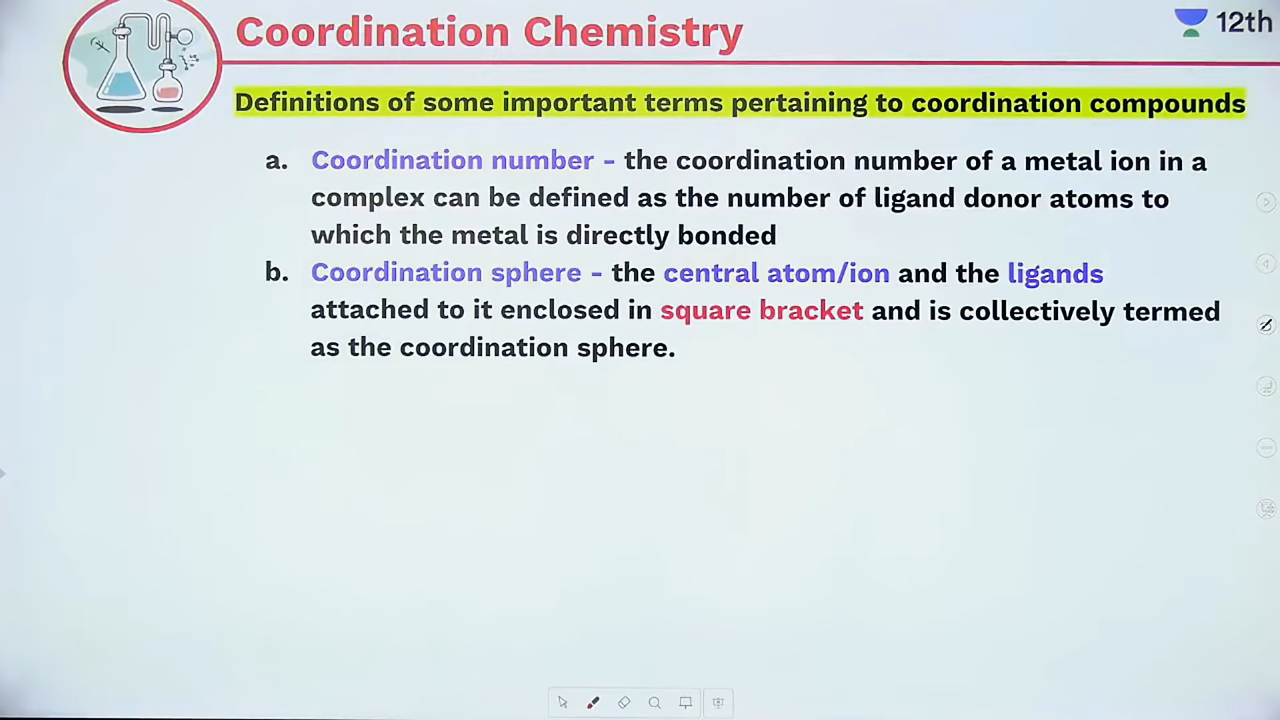 Coordination Chemistry
12th
Definitions of some important terms pertaining to coordination compounds
a. Coordination number - the coordination number of a metal ion in a
complex can be defined as the number of ligand donor atoms to
which the metal is directly bonded
b. Coordination sphere - the central atom/ion and the ligands
attached to it enclosed in square bracket and is collectively termed
as the coordination sphere.